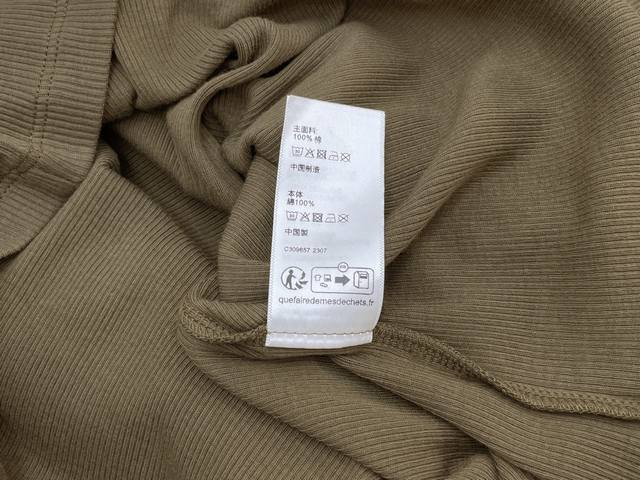 主面料:
100% 棉
中国制造
本体
綿100%
中国製
C309657 2307
FR
quefairedemesdechets.fr